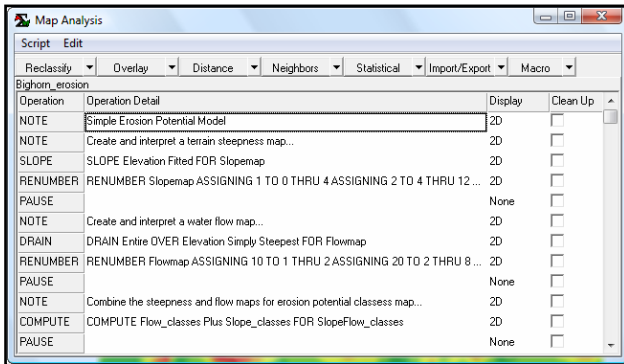 Map Analysis
Script Edit
Reclassify Overlay Distance Neighbors Statistical Import/Export Macro
Bighorn_erosion
Operation Operation Detail Display Clean Up
NOTE Simple Erosion Potential Model 2D
NOTE Create and interpret a terrain steepness map... 2D
SLOPE SLOPE Elevation Fitted FOR Slopemap 2D
RENUMBER RENUMBER Slopemap ASSIGNING 1 TO 0 THRU 4 ASSIGNING 2 TO 4 THRU 12 ... 2D
PAUSE None
NOTE Create and interpret a water flow map... 2D
DRAIN DRAIN Entire OVER Elevation Simply Steepest FOR Flowmap 2D
RENUMBER RENUMBER Flowmap ASSIGNING 10 TO 1 THRU 2 ASSIGNING 20 TO 2 THRU 8 ... 2D
PAUSE None
NOTE Combine the steepness and flow maps for erosion potential classess map... 2D
COMPUTE COMPUTE Flow_classes Plus Slope_classes FOR SlopeFlow_classes 2D
PAUSE None